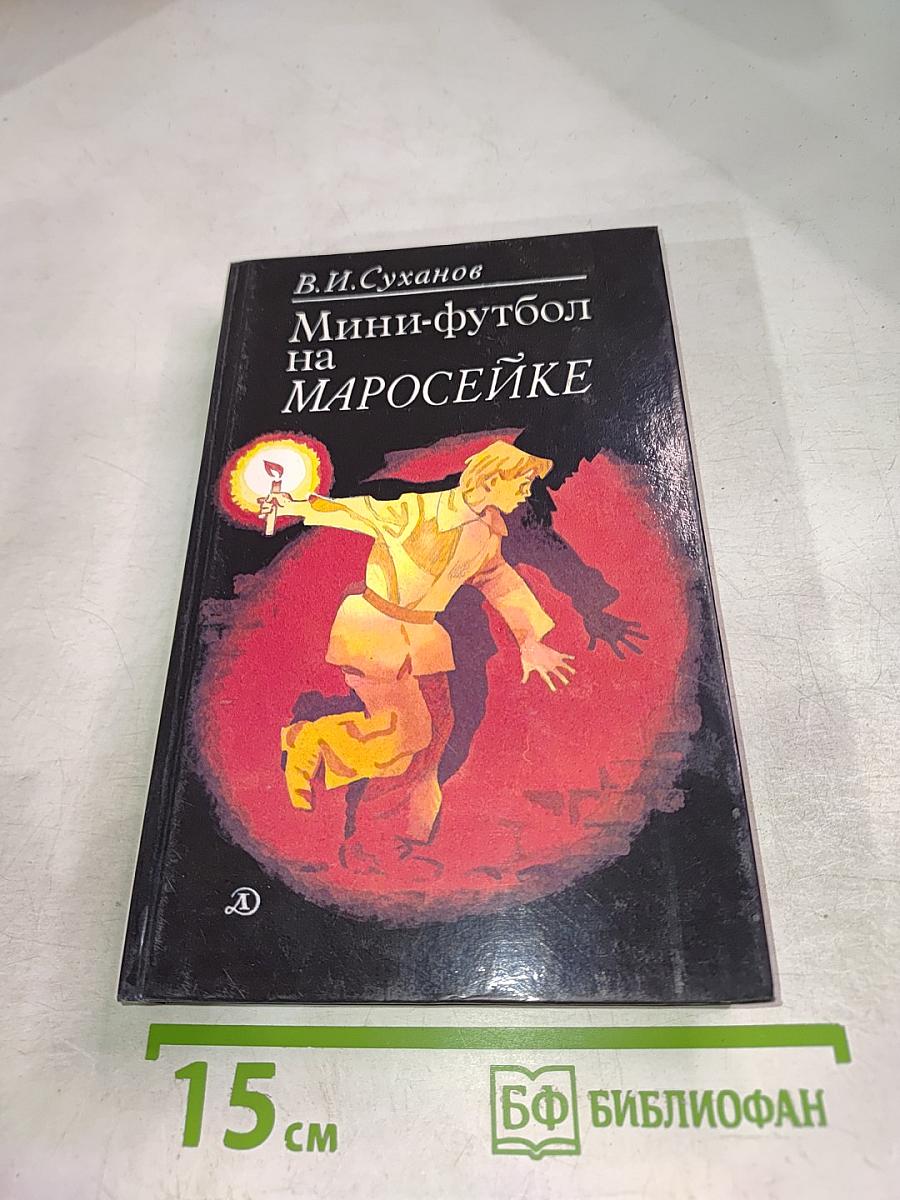 В.И.Суханов
Мини-футбол
на
МАРОСЕЙКЕ
Д
15 см
БФ БИБЛИОФАН